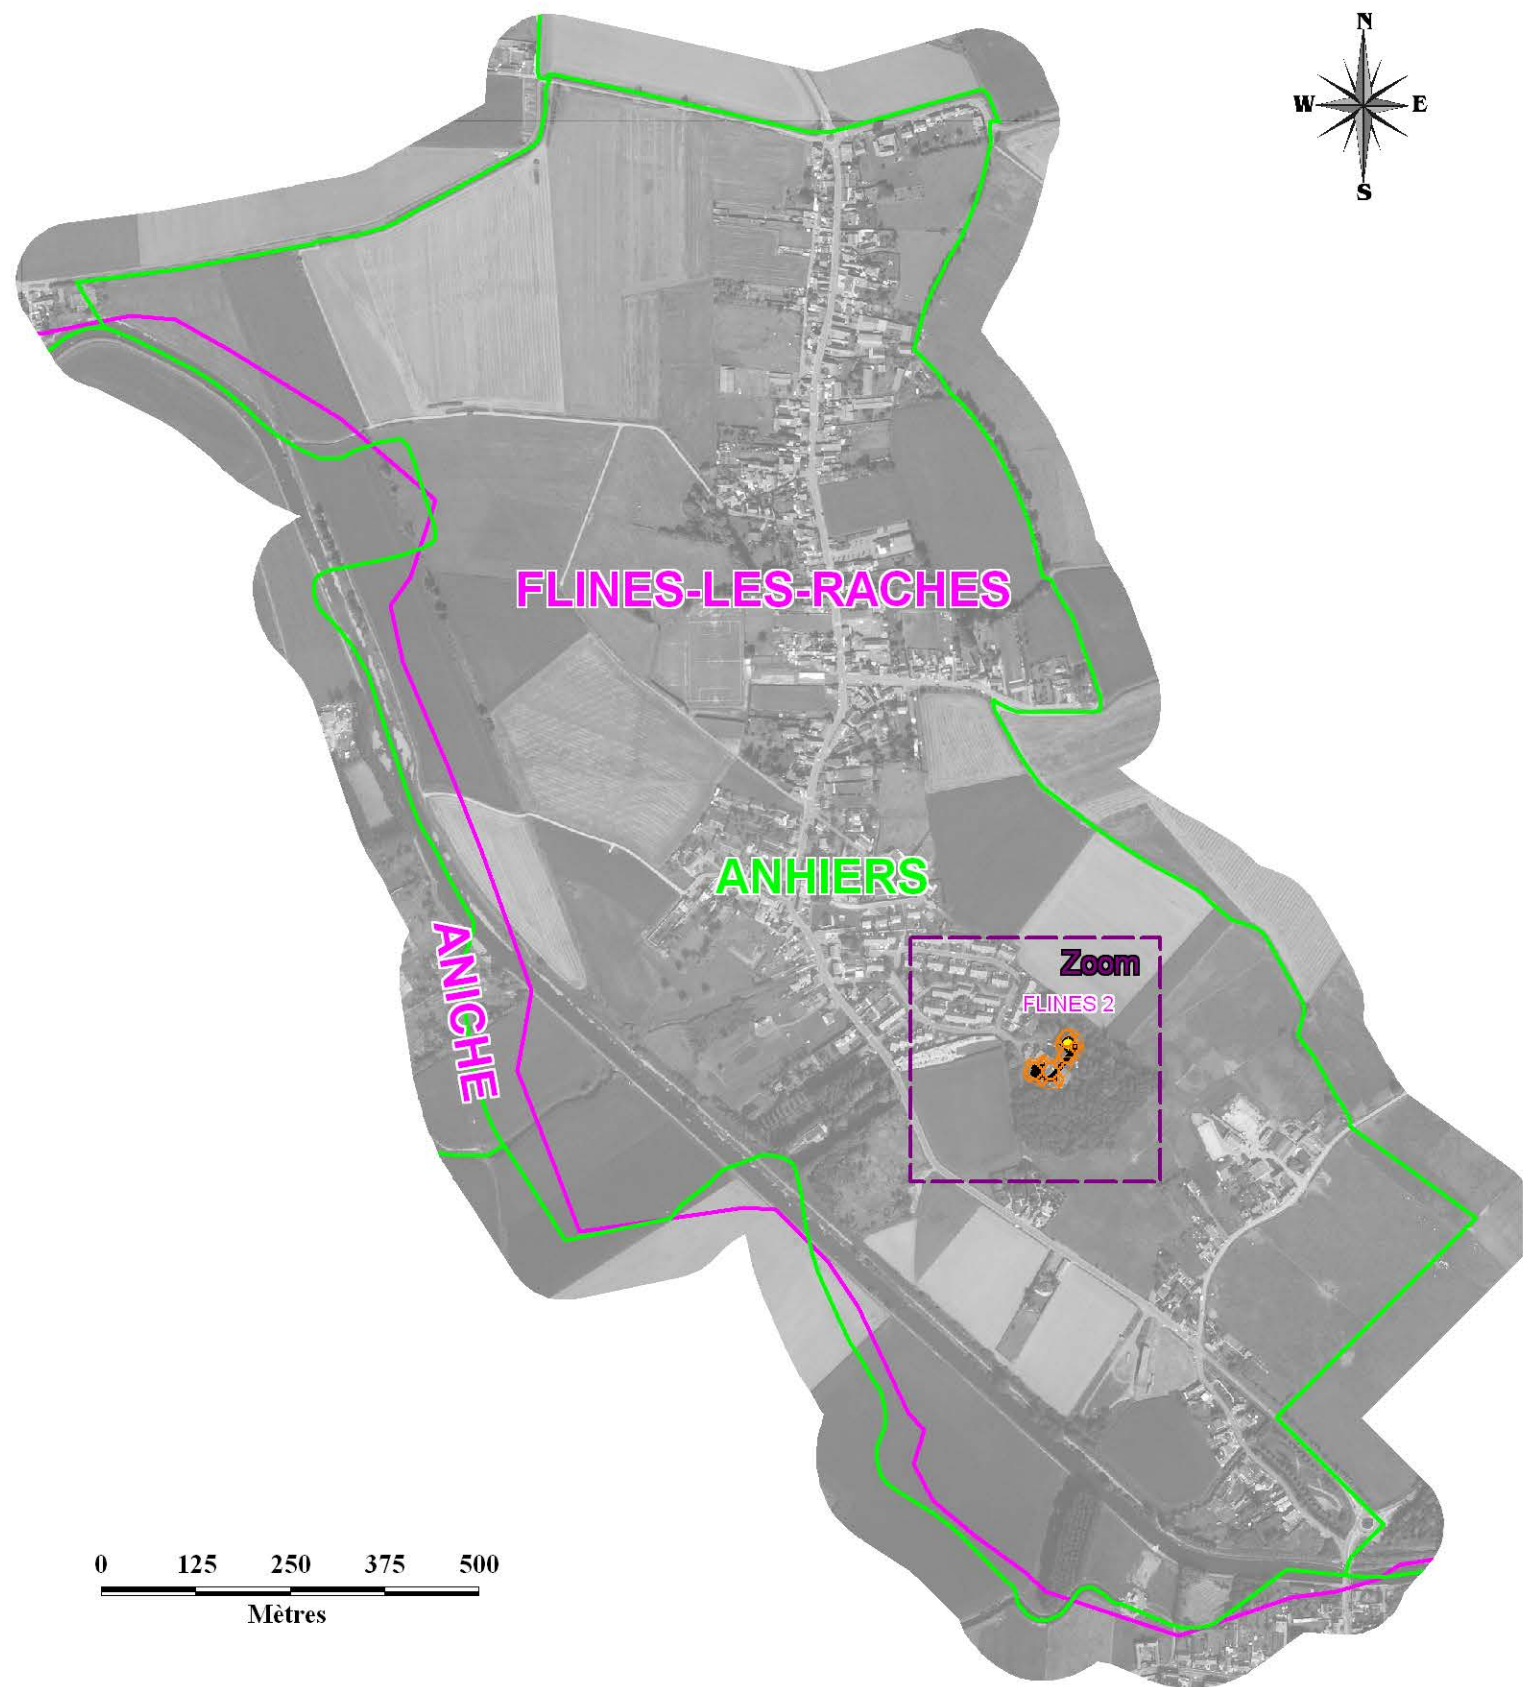 N
W E
S
FLINES-LES-RACHES
ANHIERS
ANICHE
Zoom
FLINES 2
0 125 250 375 500
Mètres